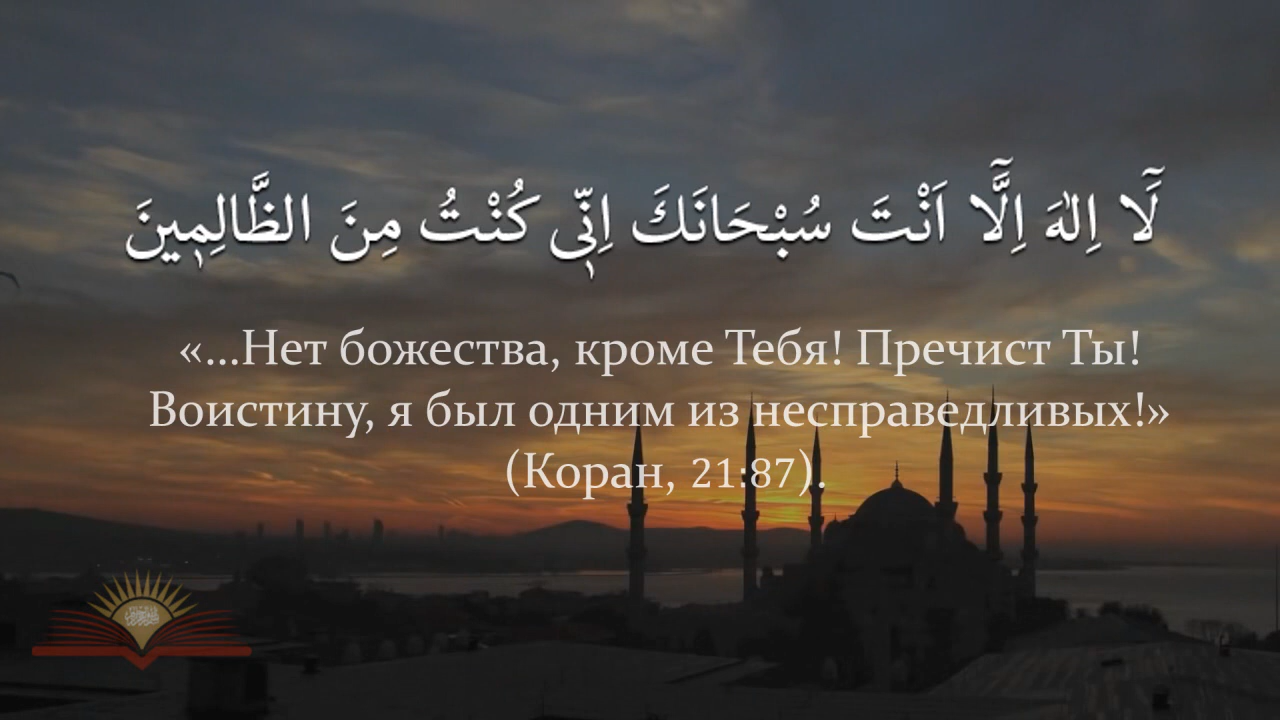 لَٓا اِلٰهَ اِلَّٓا اَنْتَ سُبْحَانَكَ اِنّٖى كُنْتُ مِنَ الظَّالِمٖينَ
«...Нет божества, кроме Тебя! Пречист Ты!
Воистину, я был одним из несправедливых!»
(Коран, 21:87).